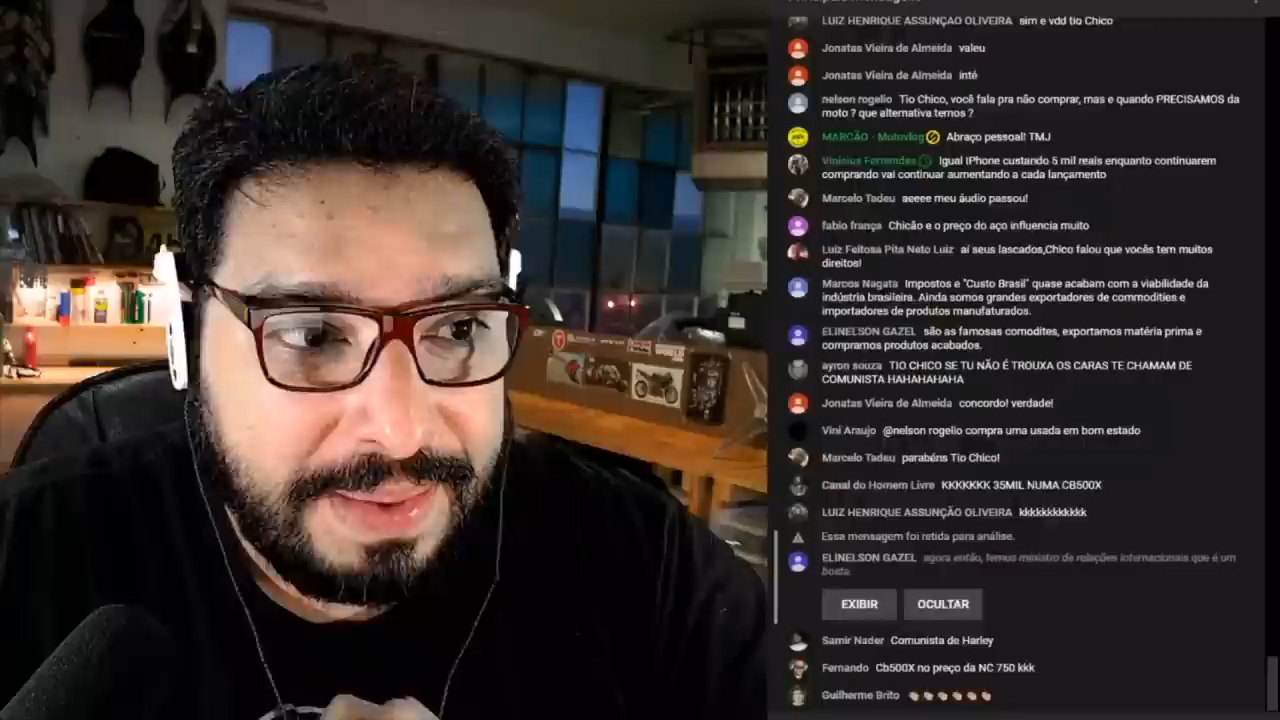 LUIZ HENRIQUE ASSUNÇÃO OLIVEIRA sim e vdd tio Chico
Jonatas Vieira de Almeida valeu
Jonatas Vieira de Almeida inté
nelson rogelio Tio Chico, você fala pra não comprar, mas e quando PRECISAMOS da
moto ? que alternativa temos ?
MARCÃO - Motovlog Abraço pessoal! TMJ
Vinicius Fernandes Igual IPhone custando 5 mil reais enquanto continuarem
comprando vai continuar aumentando a cada lançamento
Marcelo Tadeu aeeee meu áudio passou!
fabio frança Chicão e o preço do aço influencia muito
Luiz Feitosa Pita Neto Luiz aí seus lascados,Chico falou que vocês tem muitos
direitos!
Marcos Nagata Impostos e "Custo Brasil" quase acabam com a viabilidade da
indústria brasileira. Ainda somos grandes exportadores de commodities e
importadores de produtos manufaturados.
ELINELSON GAZEL são as famosas comodites, exportamos matéria prima e
compramos produtos acabados.
ayron souza TIO CHICO SE TU NÃO É TROUXA OS CARAS TE CHAMAM DE
COMUNISTA HAHAHAHAHA
Jonatas Vieira de Almeida concordo! verdade!
Vini Araujo @nelson rogelio compra uma usada em bom estado
Marcelo Tadeu parabéns Tio Chico!
Canal do Homem Livre KKKKKKK 35MIL NUMA CB500X
LUIZ HENRIQUE ASSUNÇÃO OLIVEIRA kkkkkkkkkkkk
Essa mensagem foi retida para análise.
ELINELSON GAZEL agora então, temos ministro de relações internacionais que é um
bosta.
EXIBIR OCULTAR
Samir Nader Comunista de Harley
Fernando Cb500X no preço da NC 750 kkk
Guilherme Brito 👏🏼👏🏼👏🏼👏🏼👏🏼👏🏼